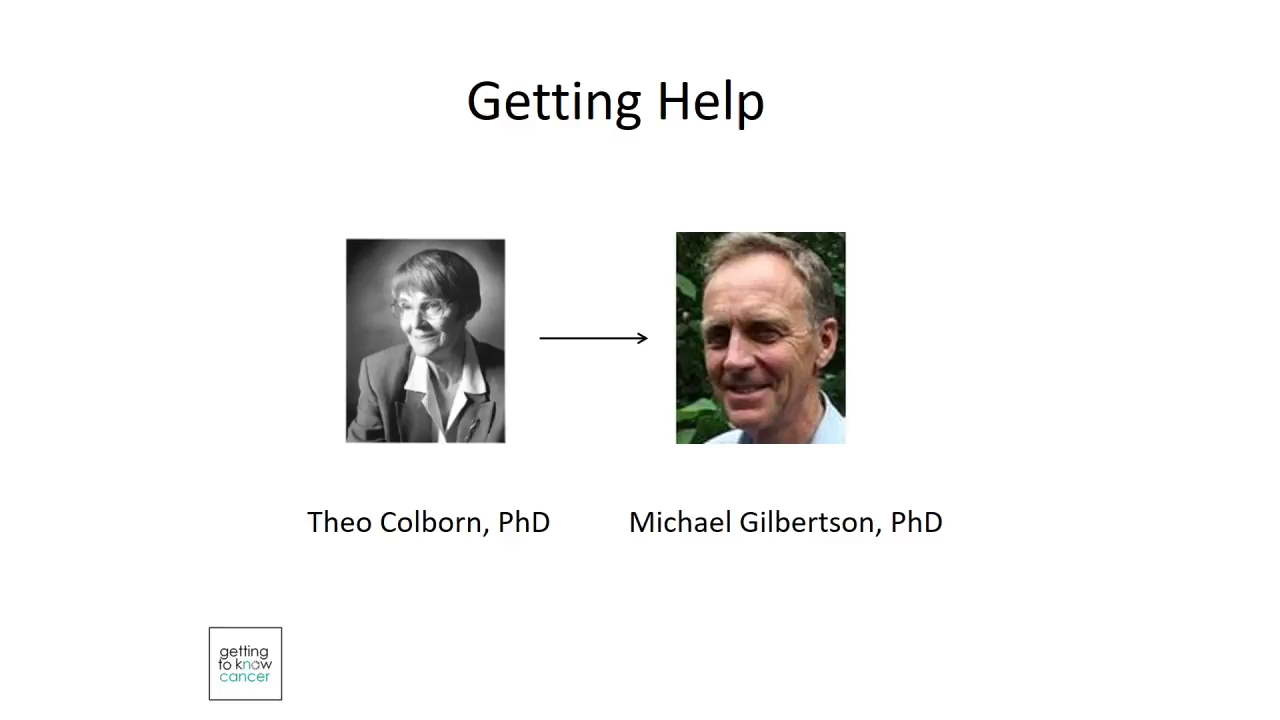 Getting Help
Theo Colborn, PhD
Michael Gilbertson, PhD
getting
to know
cancer